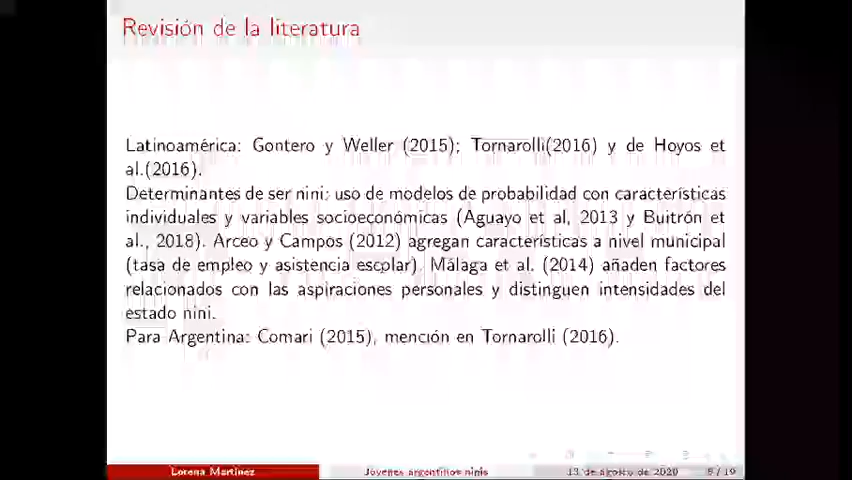 Revisión de la literatura
Latinoamérica: Gontero y Weller (2015); Tornarolli(2016) y de Hoyos et
al.(2016).
Determinantes de ser nini: uso de modelos de probabilidad con características
individuales y variables socioeconómicas (Aguayo et al, 2013 y Buitrón et
al., 2018). Arceo y Campos (2012) agregan características a nivel municipal
(tasa de empleo y asistencia escolar). Málaga et al. (2014) añaden factores
relacionados con las aspiraciones personales y distinguen intensidades del
estado nini.
Para Argentina: Comari (2015), mención en Tornarolli (2016).
Lorena Martínez Jóvenes argentinos ninis 13 de agosto de 2020 / 19